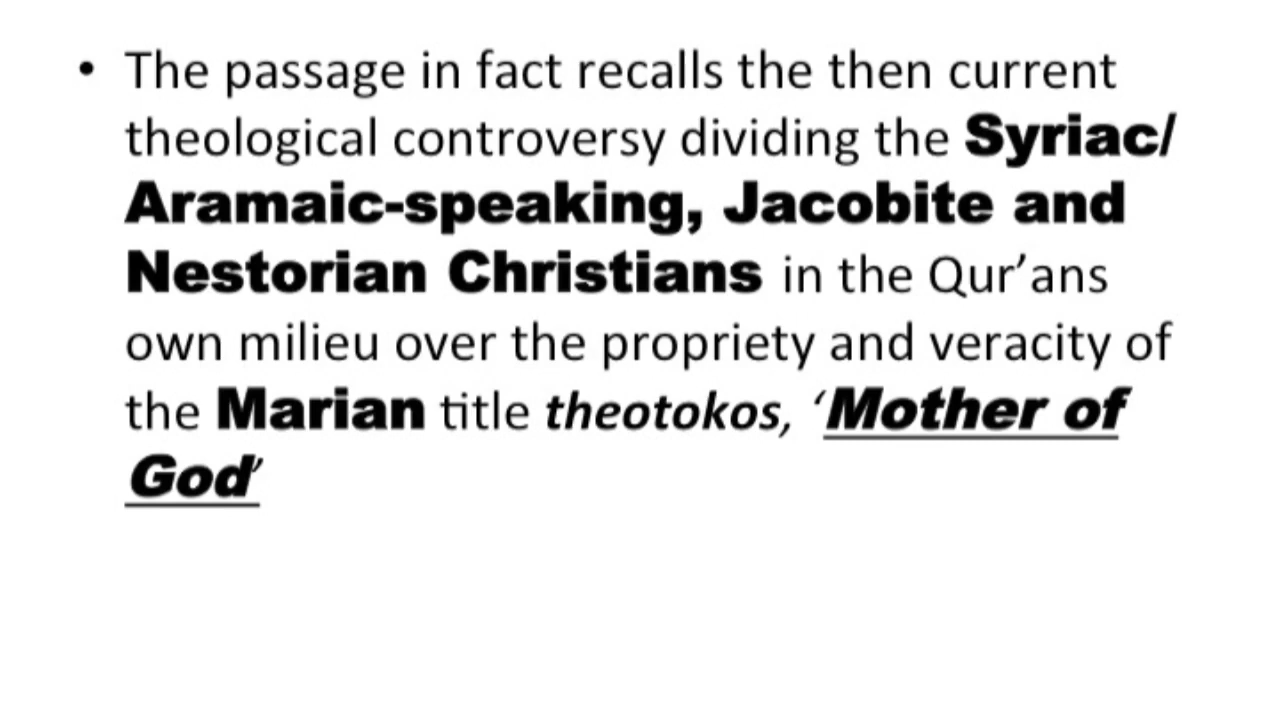 • The passage in fact recalls the then current
theological controversy dividing the Syriac/
Aramaic-speaking, Jacobite and
Nestorian Christians in the Qur’ans
own milieu over the propriety and veracity of
the Marian title theotokos, ‘Mother of
God’